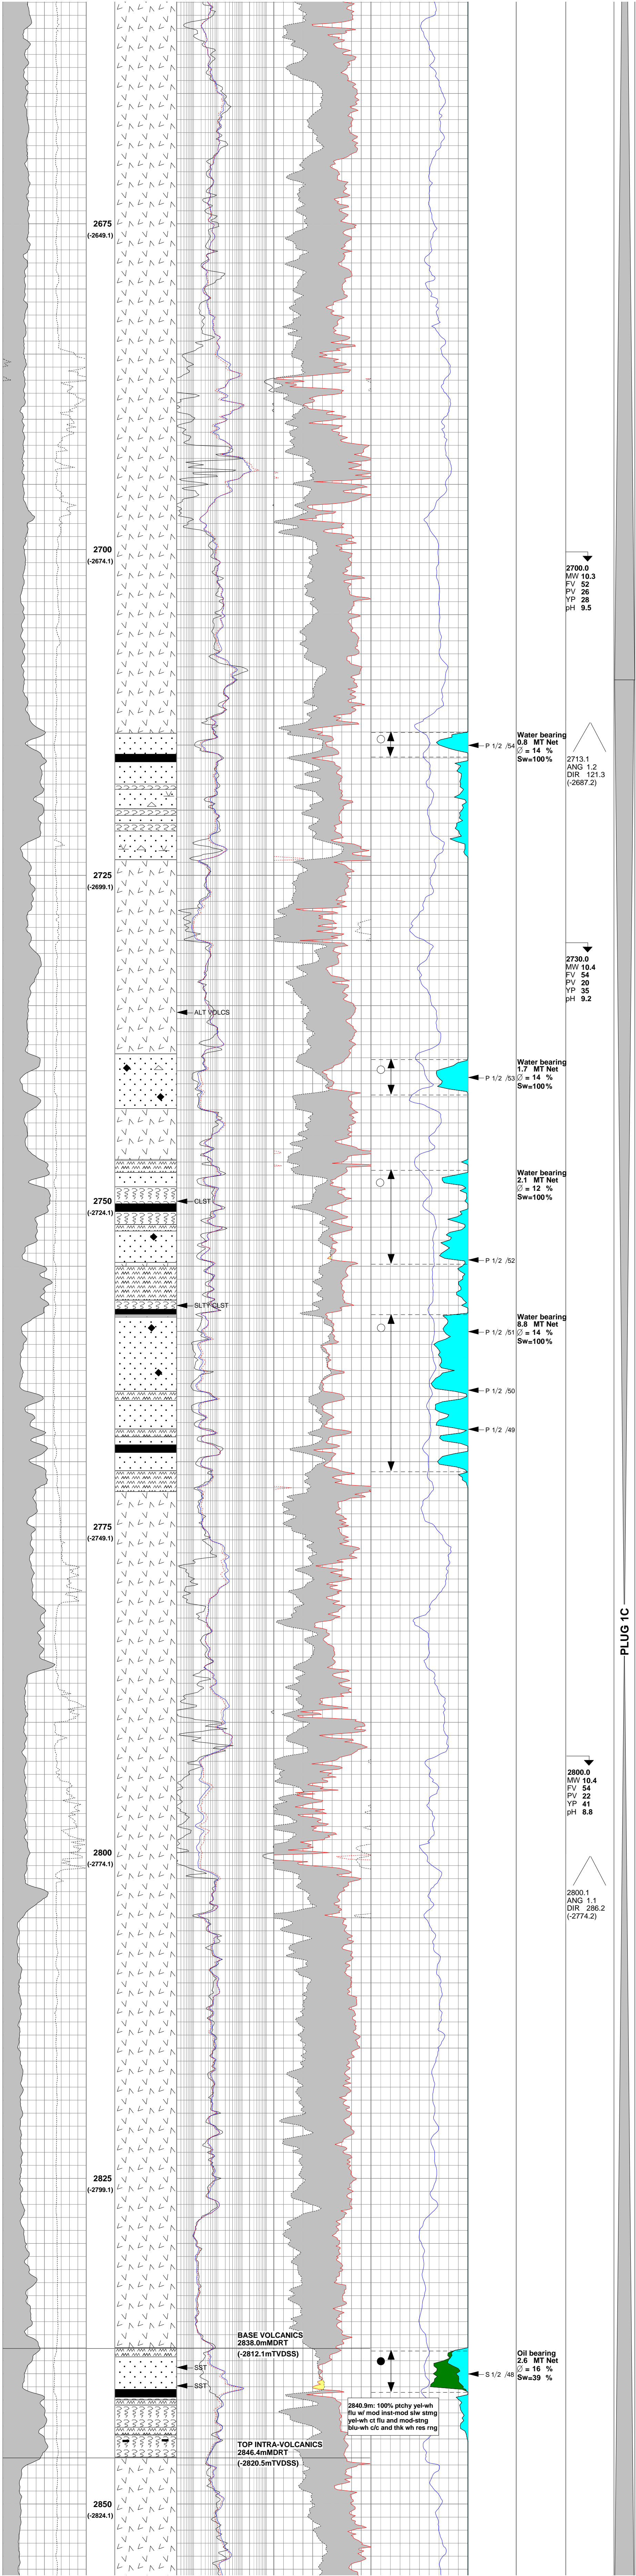 2675
(-2649.1)
2700
(-2674.1)
2700.0
MW 10.3
FV 52
PV 26
YP 28
pH 9.5
Water bearing
0.8 MT Net
Ø = 14 %
Sw=100%
P 1/2 /54
2713.1
ANG 1.2
DIR 121.3
(-2687.2)
2725
(-2699.1)
2730.0
MW 10.4
FV 54
PV 20
YP 35
pH 9.2
ALT VOLCS
Water bearing
1.7 MT Net
Ø = 14 %
Sw=100%
P 1/2 /53
Water bearing
2.1 MT Net
Ø = 12 %
Sw=100%
2750
(-2724.1)
CLST
P 1/2 /52
SLTY CLST
Water bearing
8.8 MT Net
Ø = 14 %
Sw=100%
P 1/2 /51
P 1/2 /50
P 1/2 /49
2775
(-2749.1)
PLUG 1C
2800.0
MW 10.4
FV 54
PV 22
YP 41
pH 8.8
2800
(-2774.1)
2800.1
ANG 1.1
DIR 286.2
(-2774.2)
2825
(-2799.1)
BASE VOLCANICS
2838.0mMDRT
(-2812.1mTVDSS)
SST
SST
Oil bearing
2.6 MT Net
Ø = 16 %
Sw=39 %
S 1/2 /48
2840.9m: 100% ptchy yel-wh
flu w/ mod inst-mod slw stmg
yel-wh ct flu and mod-stng
blu-wh c/c and thk wh res rng
TOP INTRA-VOLCANICS
2846.4mMDRT
(-2820.5mTVDSS)
2850
(-2824.1)